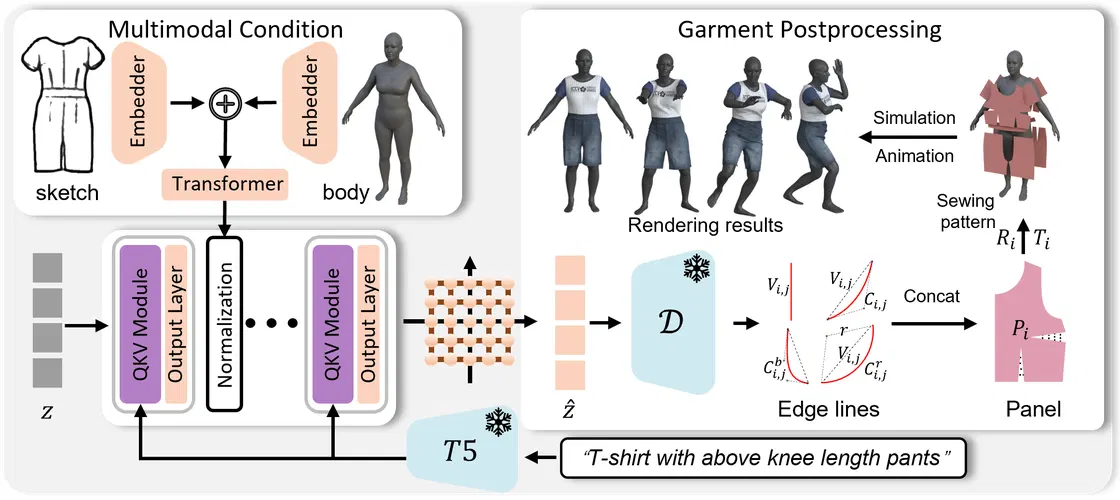 Multimodal Condition
Embedder
Embedder
sketch
Transformer
body
Garment Postprocessing
Simulation
Animation
Rendering results
Sewing
pattern
R_i
T_i
z
QKV Module
Output Layer
Normalization
QKV Module
Output Layer
ẑ
𝒟
V_{i,j}
V_{i,j}
C_{i,j}
r
V_{i,j}
C^b_{i,j}
C^r_{i,j}
Edge lines
Concat
P_i
Panel
T5
"T-shirt with above knee length pants"